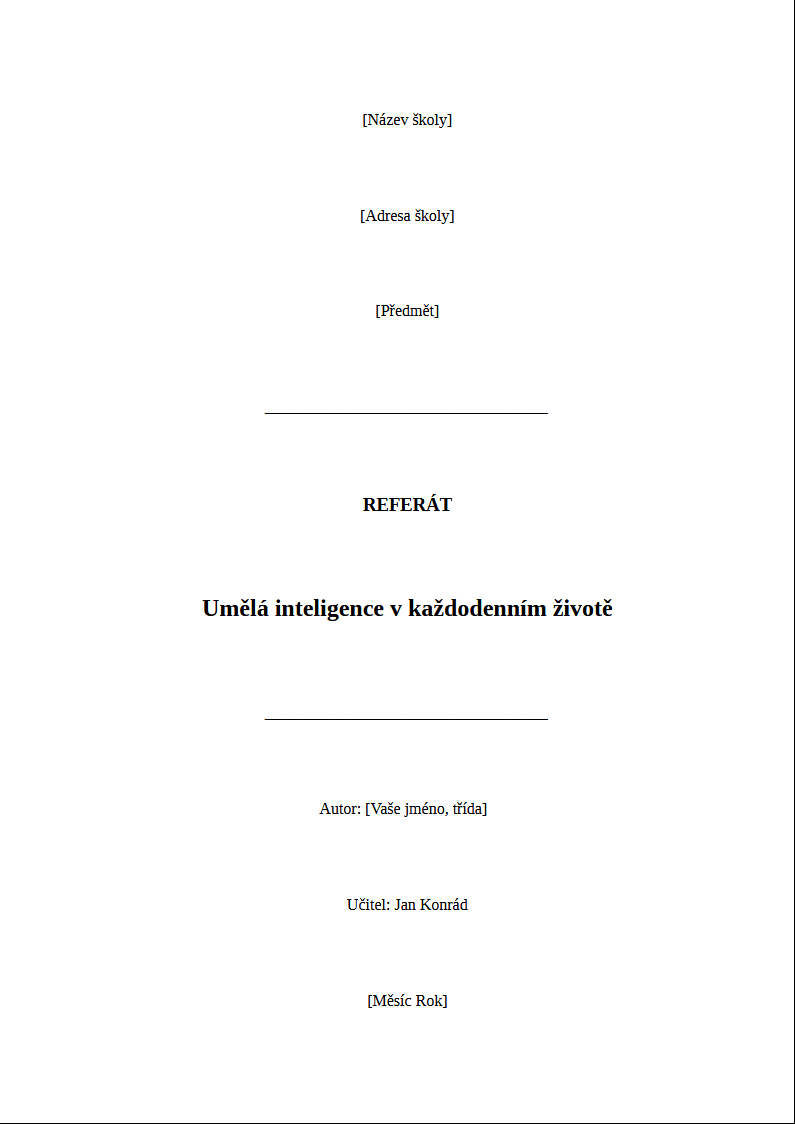 [Název školy]
[Adresa školy]
[Předmět]
REFERÁT
Umělá inteligence v každodenním životě
Autor: [Vaše jméno, třída]
Učitel: Jan Konrád
[Měsíc Rok]